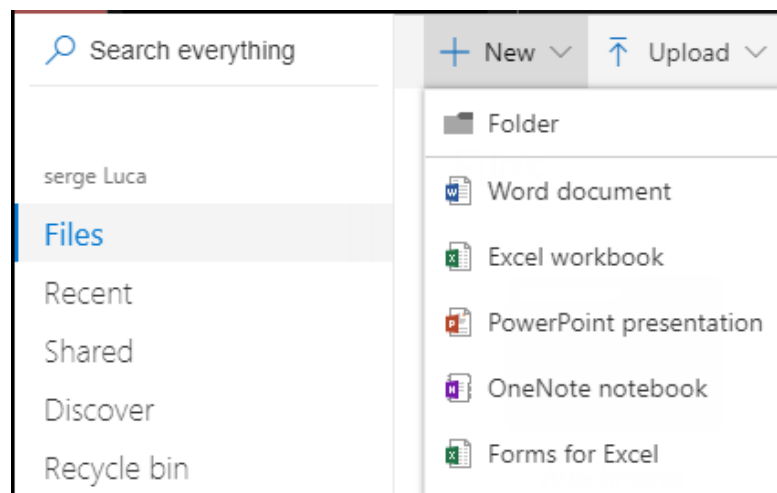 Search everything
New
Upload
Folder
serge Luca
Files
Recent
Shared
Discover
Recycle bin
Word document
Excel workbook
PowerPoint presentation
OneNote notebook
Forms for Excel